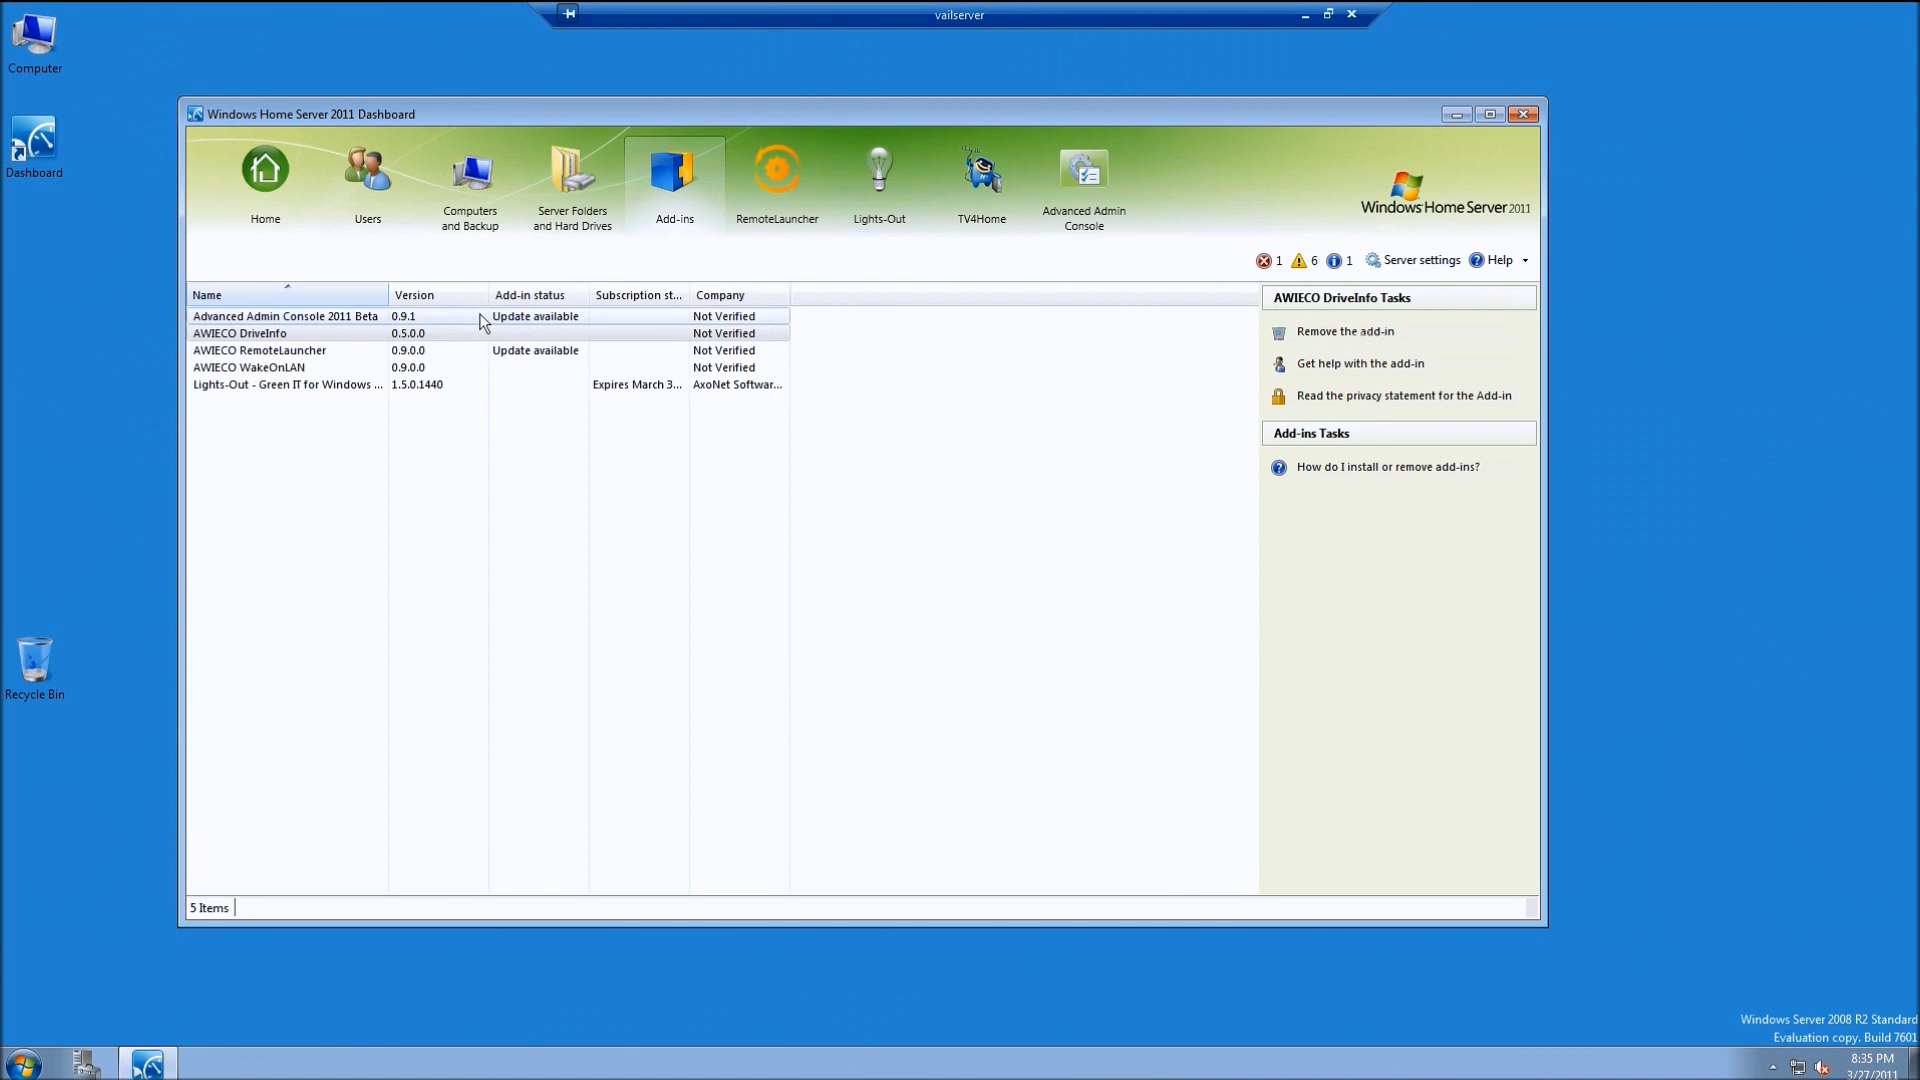 vailserver
Computer
Dashboard
Recycle Bin
Windows Home Server 2011 Dashboard
Home
Users
Computers
and Backup
Server Folders
and Hard Drives
Add-ins
RemoteLauncher
Lights-Out
TV4Home
Advanced Admin
Console
Windows Home Server 2011
1 6 1 Server settings Help
Name Version Add-in status Subscription st... Company
Advanced Admin Console 2011 Beta 0.9.1 Update available Not Verified
AWIECO DriveInfo 0.5.0.0 Not Verified
AWIECO RemoteLauncher 0.9.0.0 Update available Not Verified
AWIECO WakeOnLAN 0.9.0.0 Not Verified
Lights-Out - Green IT for Windows ... 1.5.0.1440 Expires March 3... AxoNet Softwar...
AWIECO DriveInfo Tasks
Remove the add-in
Get help with the add-in
Read the privacy statement for the Add-in
Add-ins Tasks
How do I install or remove add-ins?
5 Items
Windows Server 2008 R2 Standard
Evaluation copy. Build 7601
8:35 PM
3/27/2011